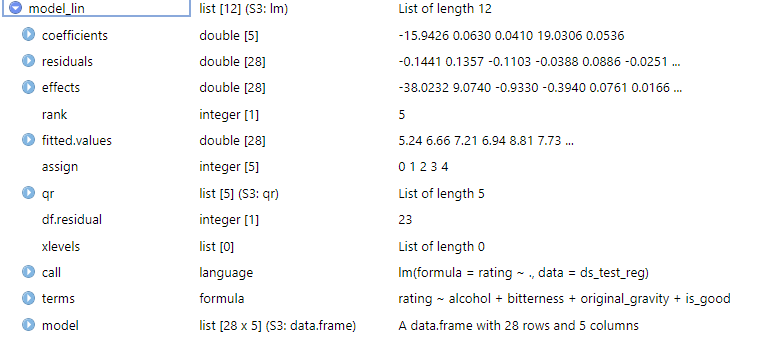 model_lin list [12] (S3: lm) List of length 12
coefficients double [5] -15.9426 0.0630 0.0410 19.0306 0.0536
residuals double [28] -0.1441 0.1357 -0.1103 -0.0388 0.0886 -0.0251 ...
effects double [28] -38.0232 9.0740 -0.9330 -0.3940 0.0761 0.0166 ...
rank integer [1] 5
fitted.values double [28] 5.24 6.66 7.21 6.94 8.81 7.73 ...
assign integer [5] 0 1 2 3 4
qr list [5] (S3: qr) List of length 5
df.residual integer [1] 23
xlevels list [0] List of length 0
call language lm(formula = rating ~ ., data = ds_test_reg)
terms formula rating ~ alcohol + bitterness + original_gravity + is_good
model list [28 x 5] (S3: data.frame) A data.frame with 28 rows and 5 columns